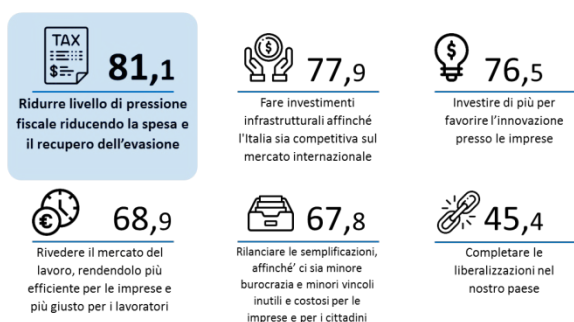 TAX
$
81,1
Ridurre livello di pressione
fiscale riducendo la spesa e
il recupero dell'evasione
$
77,9
Fare investimenti
infrastrutturali affinché
l'Italia sia competitiva sul
mercato internazionale
$
76,5
Investire di più per
favorire l'innovazione
presso le imprese
€
68,9
Rivedere il mercato del
lavoro, rendendolo più
efficiente per le imprese e
più giusto per i lavoratori
67,8
Rilanciare le semplificazioni,
affinché' ci sia minore
burocrazia e minori vincoli
inutili e costosi per le
imprese e per i cittadini
45,4
Completare le
liberalizzazioni nel
nostro paese